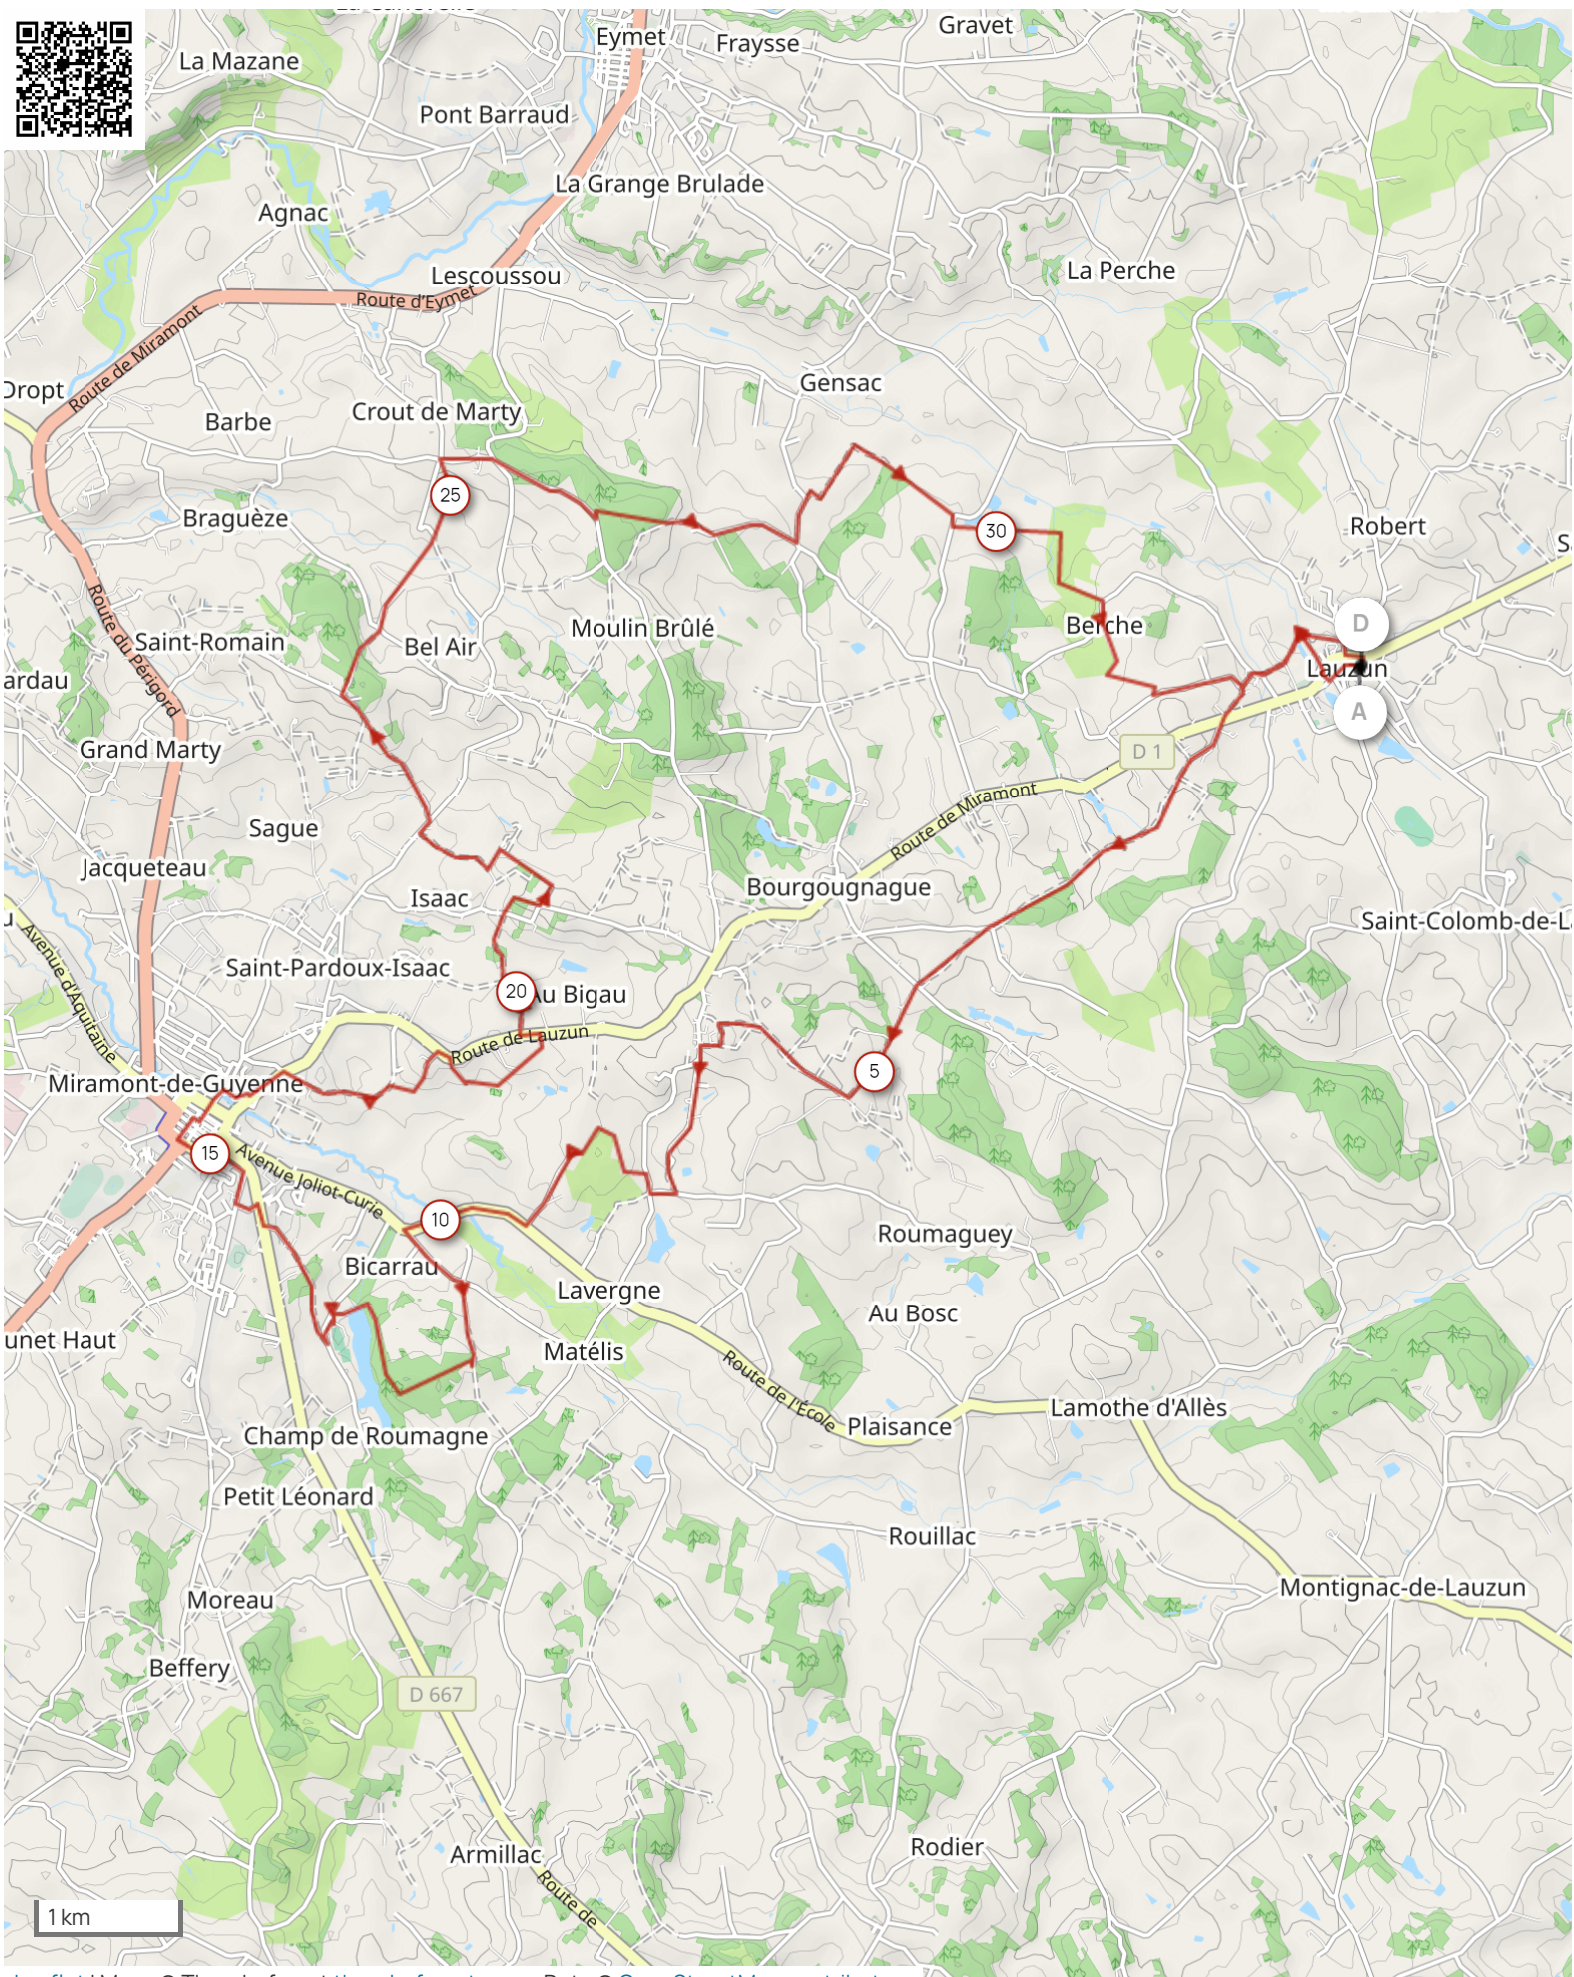 Eymet
Fraysse
Gravet
La Mazane
Pont Barraud
La Grange Brulade
Agnac
Lescoussou
La Perche
Route d'Eymet
Route de Miramont
Dropt
Gensac
Barbe
Crout de Marty
25
Braguèze
30
Robert
Route du Périgord
Saint-Romain
Bel Air
Moulin Brûlé
Berche
D
Lauzun
A
ardau
Grand Marty
D 1
Route de Miramont
Sague
Jacqueteau
Bourgougnague
Isaac
Saint-Colomb-de-La
Avenue d'Aquitaine
Saint-Pardoux-Isaac
20
Au Bigau
Route de Lauzun
5
Miramont-de-Guyenne
15
Avenue Joliot-Curie
10
Roumaguey
Bicarrau
Lavergne
Au Bosc
unet Haut
Matélis
Route de l'École
Lamothe d'Allès
Plaisance
Champ de Roumagne
Petit Léonard
Rouillac
Montignac-de-Lauzun
Moreau
Beffery
D 667
Rodier
Armillac
Route de
1 km